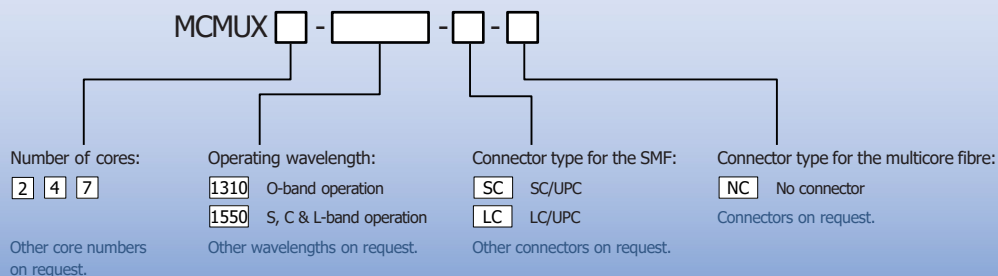 MCMUX - - -
Number of cores: Operating wavelength: Connector type for the SMF: Connector type for the multicore fibre:
2 4 7 1310 O-band operation SC SC/UPC NC No connector
1550 S, C & L-band operation LC LC/UPC Connectors on request.
Other core numbers Other wavelengths on request. Other connectors on request.
on request.